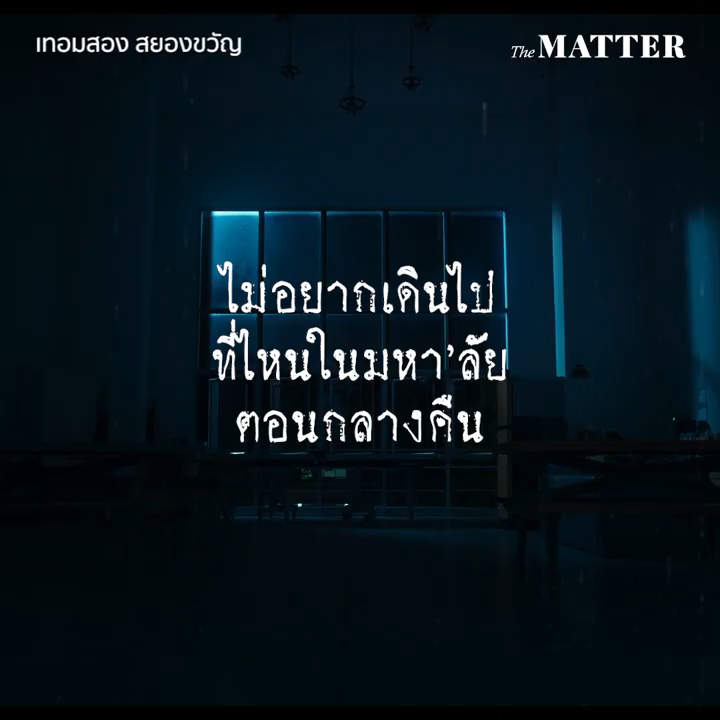 เทอมสอง สยองขวัญ
The MATTER
ไม่อยากเดินไป
ที่ไหนในมหา'ลัย
ตอนกลางคืน